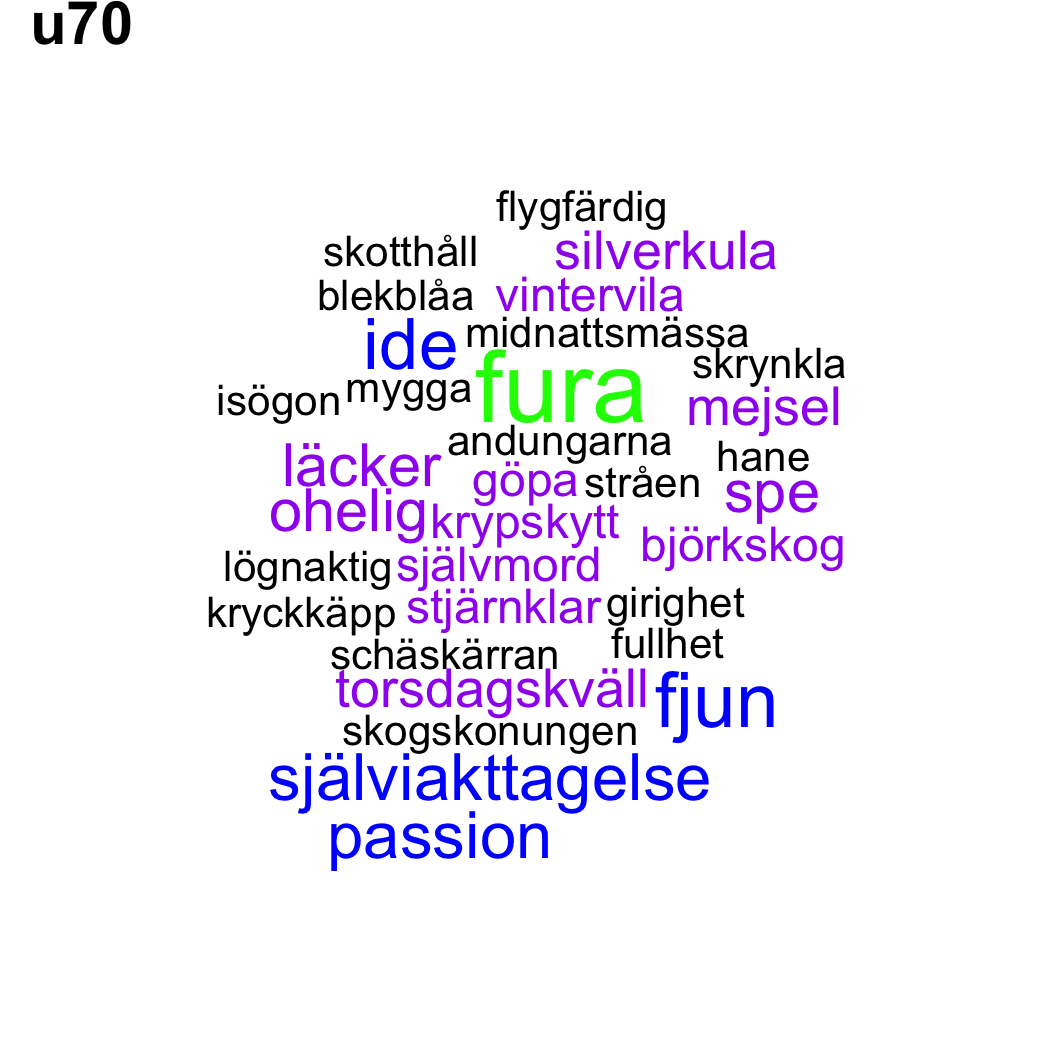 u70
flygfärdig
skotthåll silverkula
blekblåa vintervila
ide midnattsmässa
skrynkla
isögon mygga fura mejsel
andungarna hane
läcker göpa stråen spe
ohelig krypskytt björkskog
lögnaktig självmord
kryckkäpp stjärnklar girighet
schäskärran fullhet
torsdagskväll fjun
skogskonungen
själviakttagelse
passion